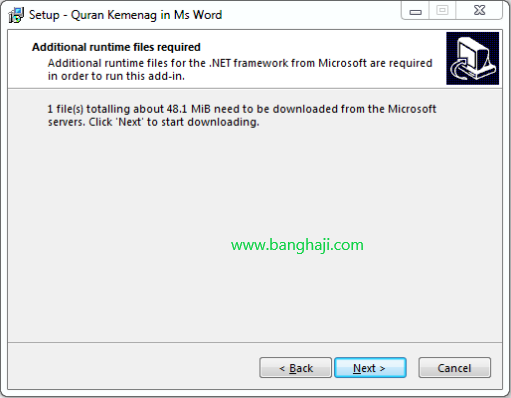 Setup - Quran Kemenag in Ms Word
Additional runtime files required
Additional runtime files for the .NET framework from Microsoft are required
in order to run this add-in.
1 file(s) totalling about 48.1 MiB need to be downloaded from the Microsoft
servers. Click 'Next' to start downloading.
www.banghaji.com
< Back
Next >
Cancel